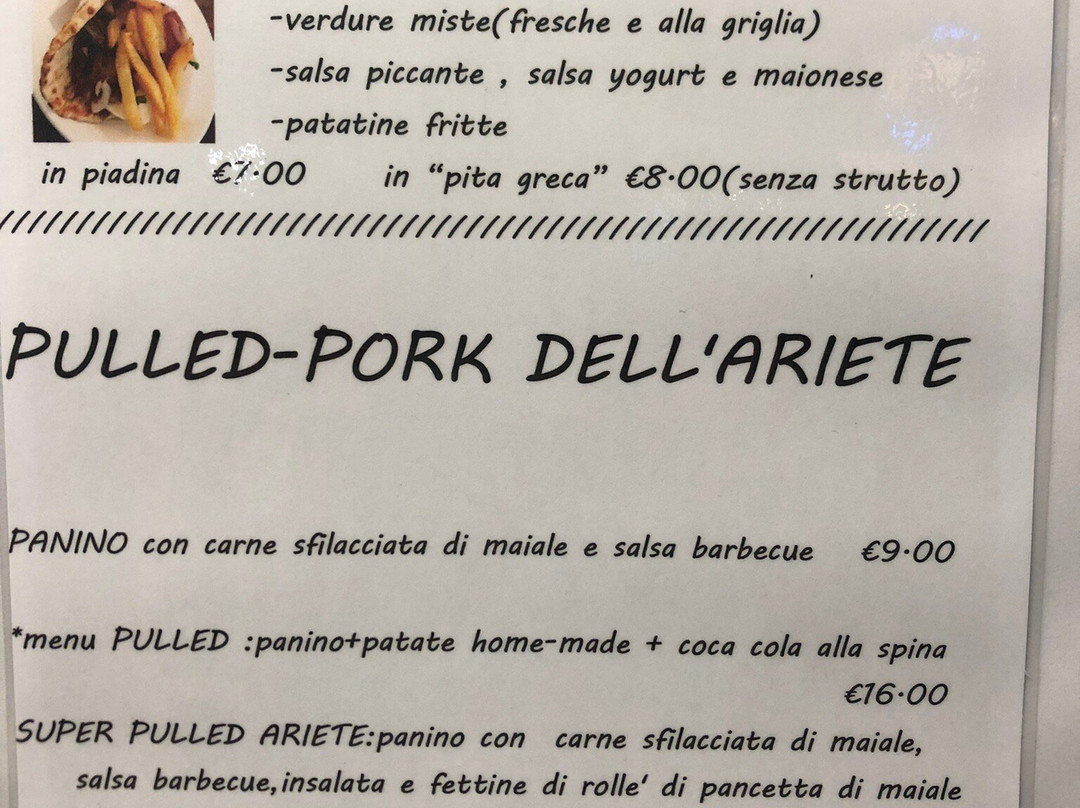 -verdure miste(fresche e alla griglia)
-salsa piccante , salsa yogurt e maionese
-patatine fritte
in piadina €7·00 in “pita greca” €8·00(senza strutto)
////////////////////////////////////////////////////////////////
PULLED-PORK DELL'ARIETE
PANINO con carne sfilacciata di maiale e salsa barbecue €9·00
*menu PULLED :panino+patate home-made + coca cola alla spina
€16·00
SUPER PULLED ARIETE:panino con carne sfilacciata di maiale,
salsa barbecue,insalata e fettine di rolle' di pancetta di maiale